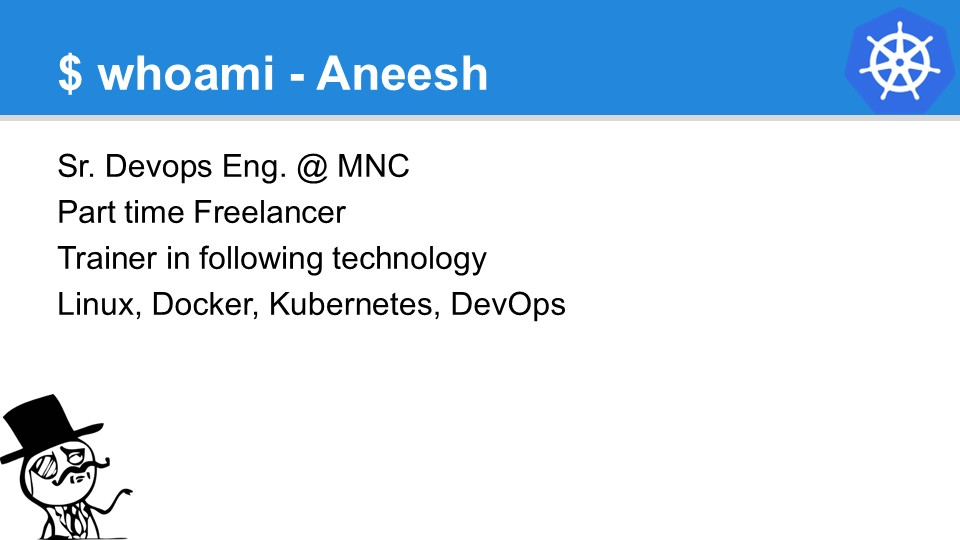 $ whoami - Aneesh
Sr. Devops Eng. @ MNC
Part time Freelancer
Trainer in following technology
Linux, Docker, Kubernetes, DevOps